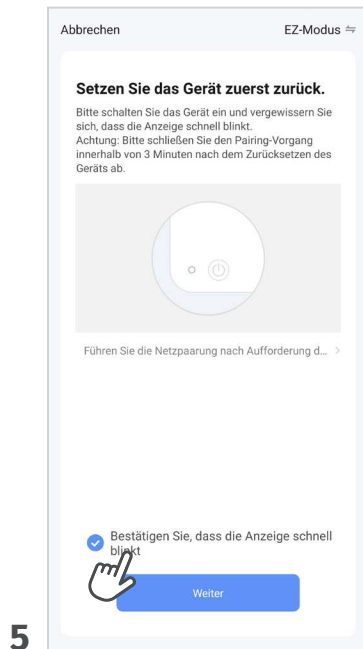 Abbrechen EZ-Modus
Setzen Sie das Gerät zuerst zurück.
Bitte schalten Sie das Gerät ein und vergewissern Sie
sich, dass die Anzeige schnell blinkt.
Achtung: Bitte schließen Sie den Pairing-Vorgang
innerhalb von 3 Minuten nach dem Zurücksetzen des
Geräts ab.
Führen Sie die Netzpaarung nach Aufforderung d... >
Bestätigen Sie, dass die Anzeige schnell
blinkt
Weiter
5